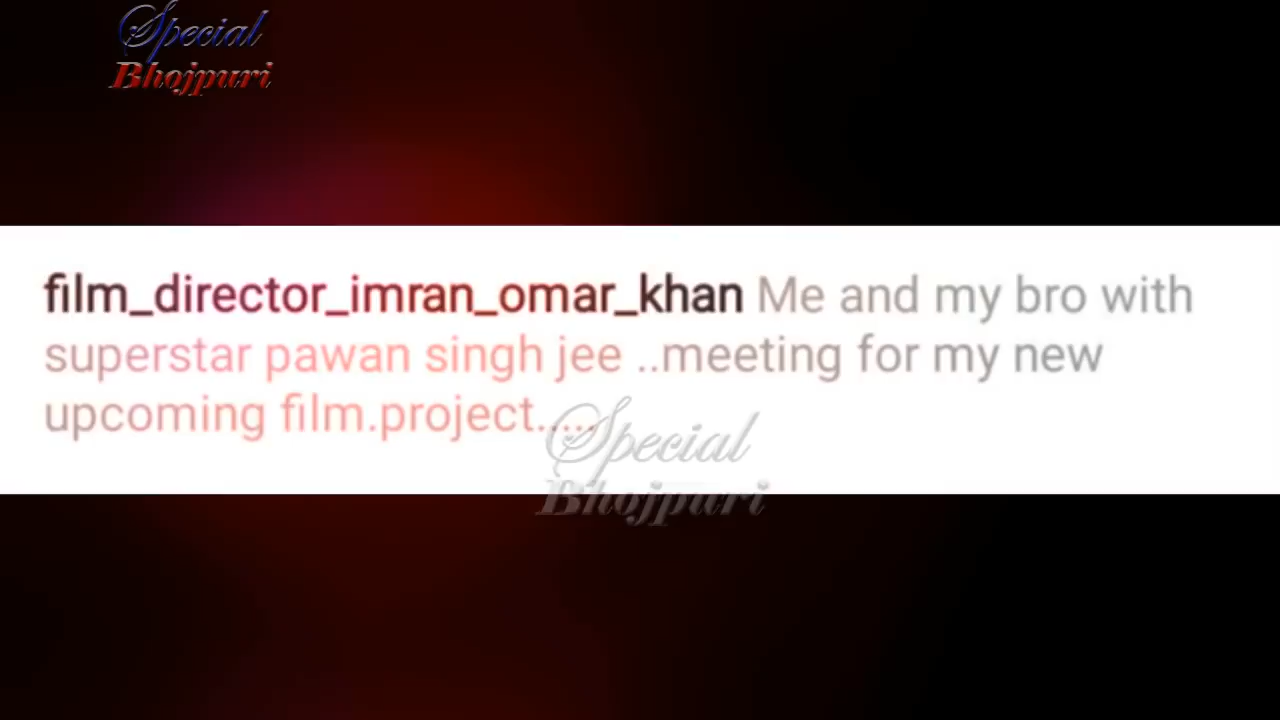 Special
Bhojpuri
film_director_imran_omar_khan Me and my bro with
superstar pawan singh jee ..meeting for my new
upcoming film.project.....
Special
Bhojpuri